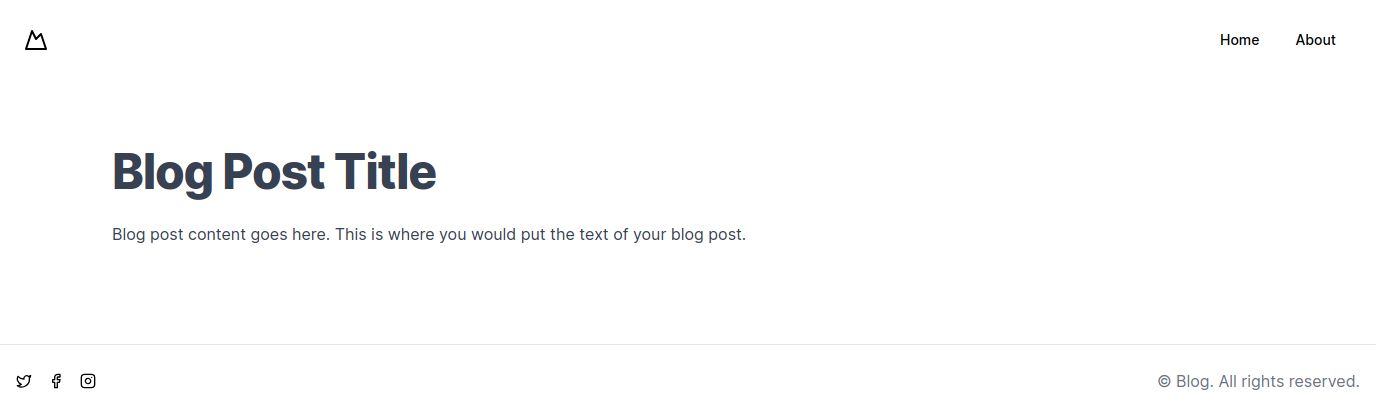 Home About
Blog Post Title
Blog post content goes here. This is where you would put the text of your blog post.
© Blog. All rights reserved.